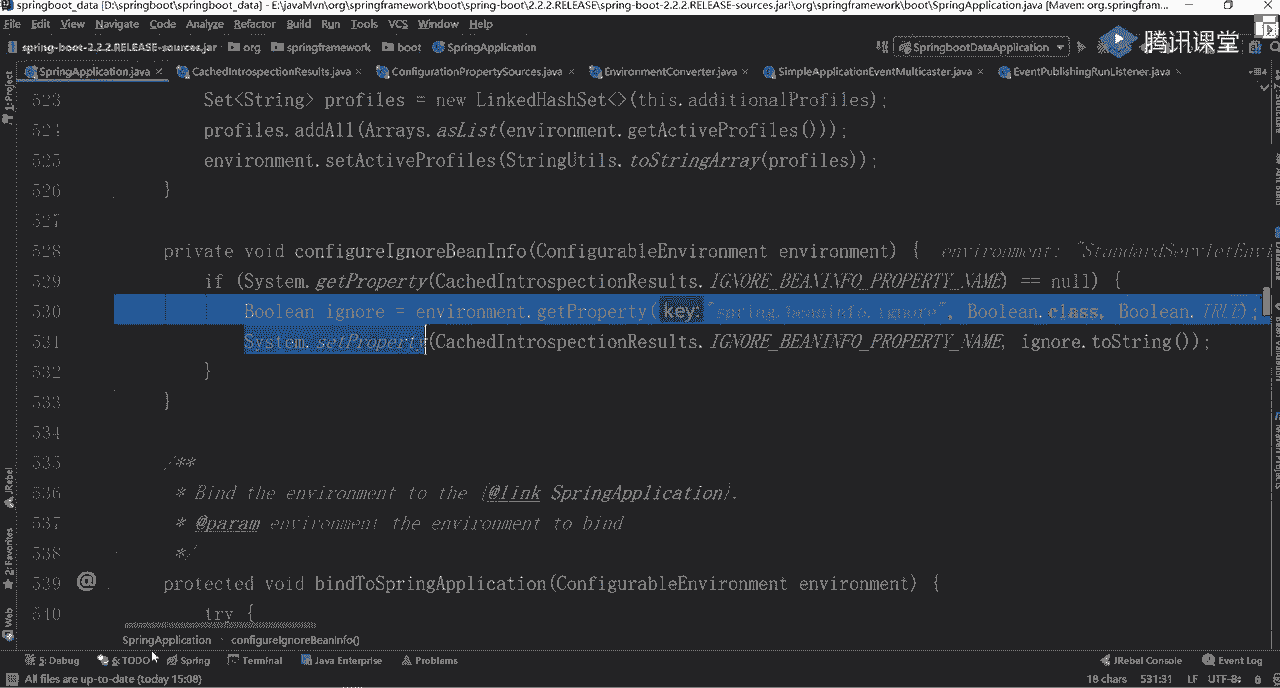 springboot_data [D:\springboot\springboot_data] - E:\javaMvn\org\springframework\boot\spring-boot\2.2.2.RELEASE\spring-boot-2.2.2.RELEASE-sources.jar!\org\springframework\boot\SpringApplication.java [Maven: org.springfram...
File Edit View Navigate Code Analyze Refactor Build Run Tools VCS Window Help
spring-boot-2.2.2.RELEASE-sources.jar org springframework boot SpringApplication SpringbootDataApplication 腾讯课堂
SpringApplication.java CachedIntrospectionResults.java ConfigurationPropertySources.java EnvironmentConverter.java SimpleApplicationEventMulticaster.java EventPublishingRunListener.java
1: Project
523 Set<String> profiles = new LinkedHashSet<>(this.additionalProfiles);
524 profiles.addAll(Arrays.asList(environment.getActiveProfiles()));
525 environment.setActiveProfiles(StringUtils.toStringArray(profiles));
526 }
527
528 private void configureIgnoreBeanInfo(ConfigurableEnvironment environment) { environment: "StandardServletEnvi
529 if (System.getProperty(CachedIntrospectionResults.IGNORE_BEANINFO_PROPERTY_NAME) == null) {
530 Boolean ignore = environment.getProperty( key: "spring.beaninfo.ignore", Boolean.class, Boolean.TRUE);
531 System.setProperty(CachedIntrospectionResults.IGNORE_BEANINFO_PROPERTY_NAME, ignore.toString());
532 }
533 }
534
535 /**
536 * Bind the environment to the {@link SpringApplication}.
537 * @param environment the environment to bind
538 */
539 @ protected void bindToSpringApplication(ConfigurableEnvironment environment) {
540 try {
JRebel
2: Favorites
Web
SpringApplication configureIgnoreBeanInfo()
5: Debug 6: TODO Spring Terminal Java Enterprise Problems JRebel Console Event Log
All files are up-to-date (today 15:08) 18 chars 531:31 LF UTF-8